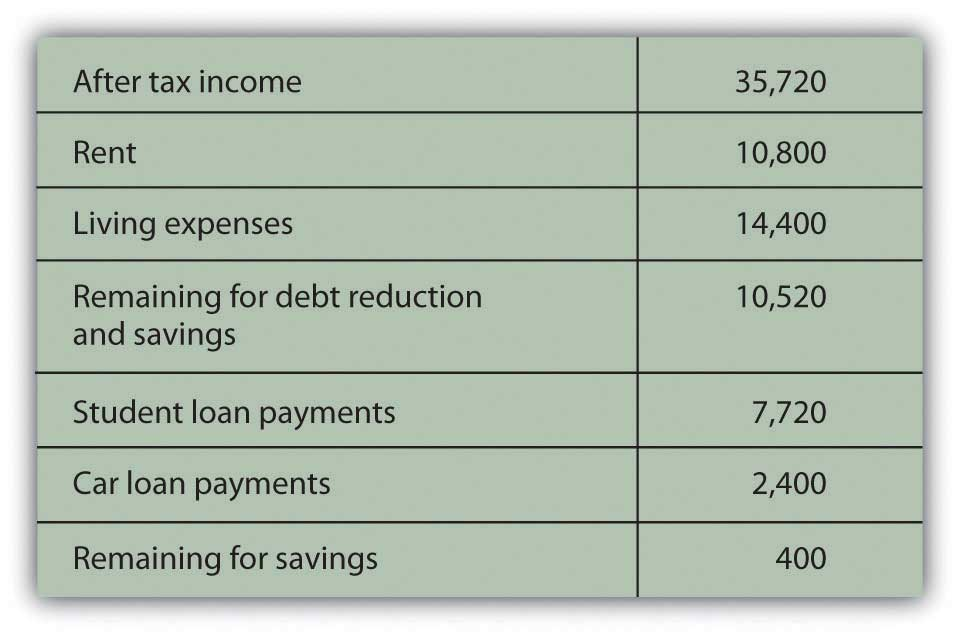 After tax income 35,720
Rent 10,800
Living expenses 14,400
Remaining for debt reduction 10,520
and savings
Student loan payments 7,720
Car loan payments 2,400
Remaining for savings 400